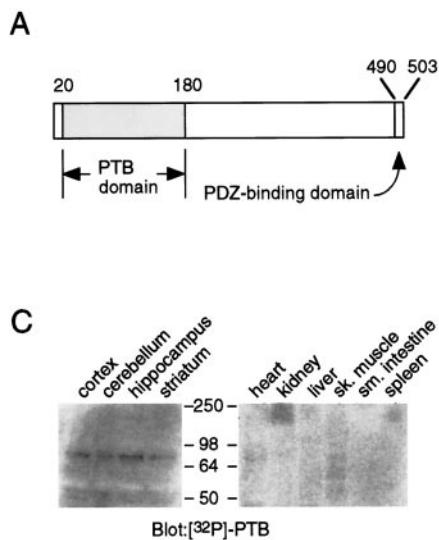 A
20 180 490 503
PTB
domain
PDZ-binding domain
C
cortex
cerebellum
hippocampus
striatum
heart
kidney
liver
sk. muscle
sm. intestine
spleen
-250 -
- 98 -
- 64 -
- 50 -
Blot:[32P]-PTB